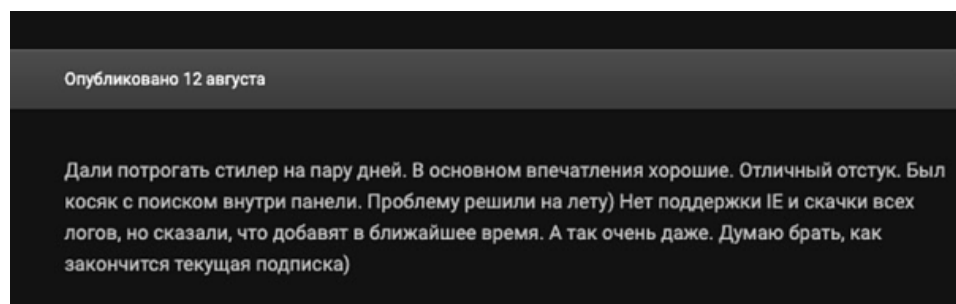 Опубликовано 12 августа
Дали потрогать стилер на пару дней. В основном впечатления хорошие. Отличный отстук. Был
косяк с поиском внутри панели. Проблему решили на лету) Нет поддержки IE и скачки всех
логов, но сказали, что добавят в ближайшее время. А так очень даже. Думаю брать, как
закончится текущая подписка)